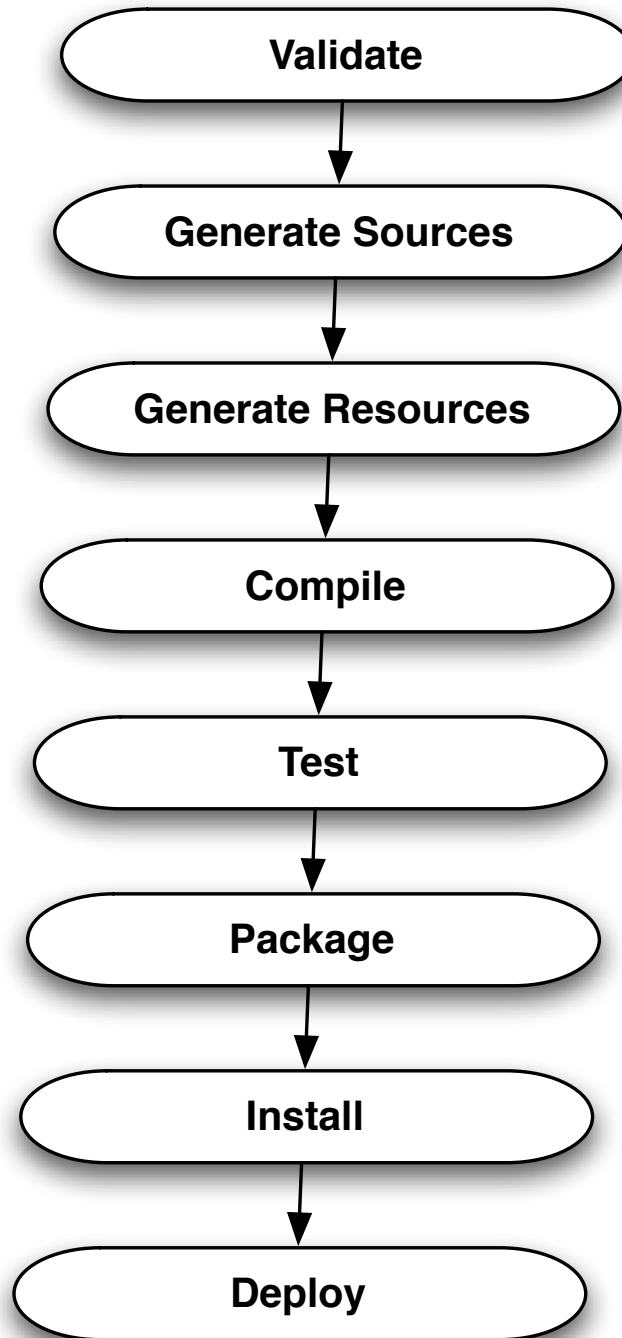 Validate
Generate Sources
Generate Resources
Compile
Test
Package
Install
Deploy